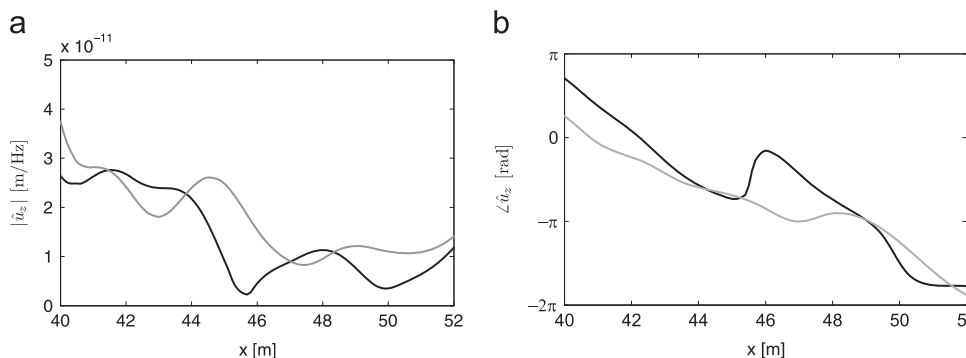 a
x 10⁻¹¹
5
4
3
2
1
0
|û_z| [m/Hz]
40 42 44 46 48 50 52
x [m]
b
π
0
−π
−2π
∠û_z [rad]
40 42 44 46 48 50 5
x [m]